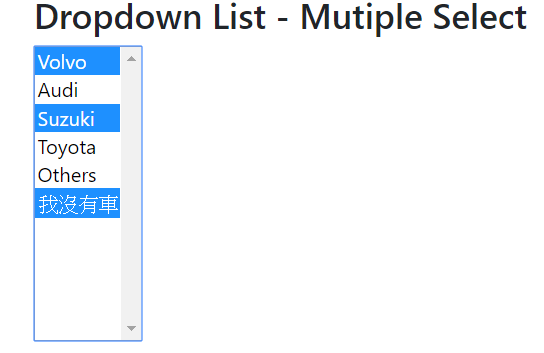 Dropdown List - Mutiple Select
Volvo
Audi
Suzuki
Toyota
Others
我沒有車